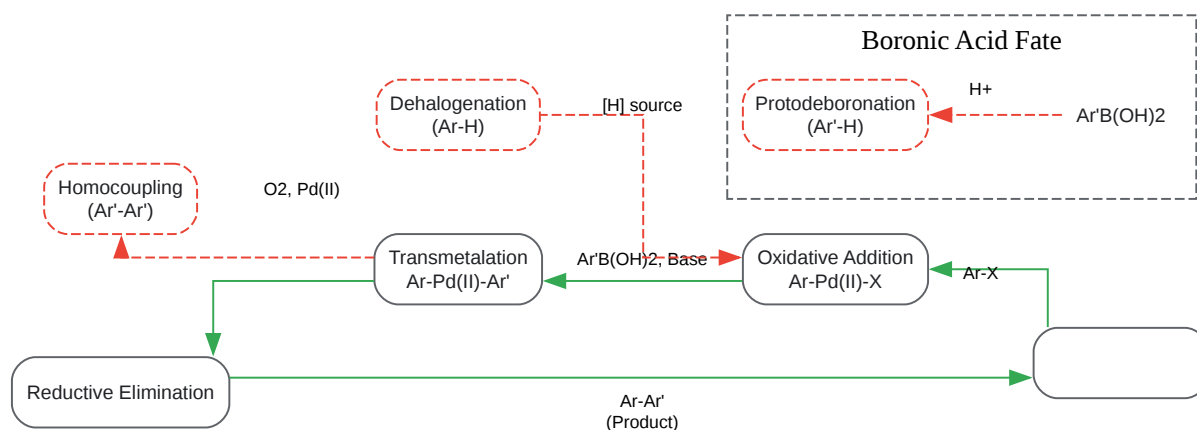 Boronic Acid Fate
Dehalogenation
(Ar-H)
[H] source
Protodeboronation
(Ar'-H)
H+
Ar'B(OH)2
Homocoupling
(Ar'-Ar')
O2, Pd(II)
Transmetalation
Ar-Pd(II)-Ar'
Ar'B(OH)2, Base
Oxidative Addition
Ar-Pd(II)-X
Ar-X
Reductive Elimination
Ar-Ar'
(Product)